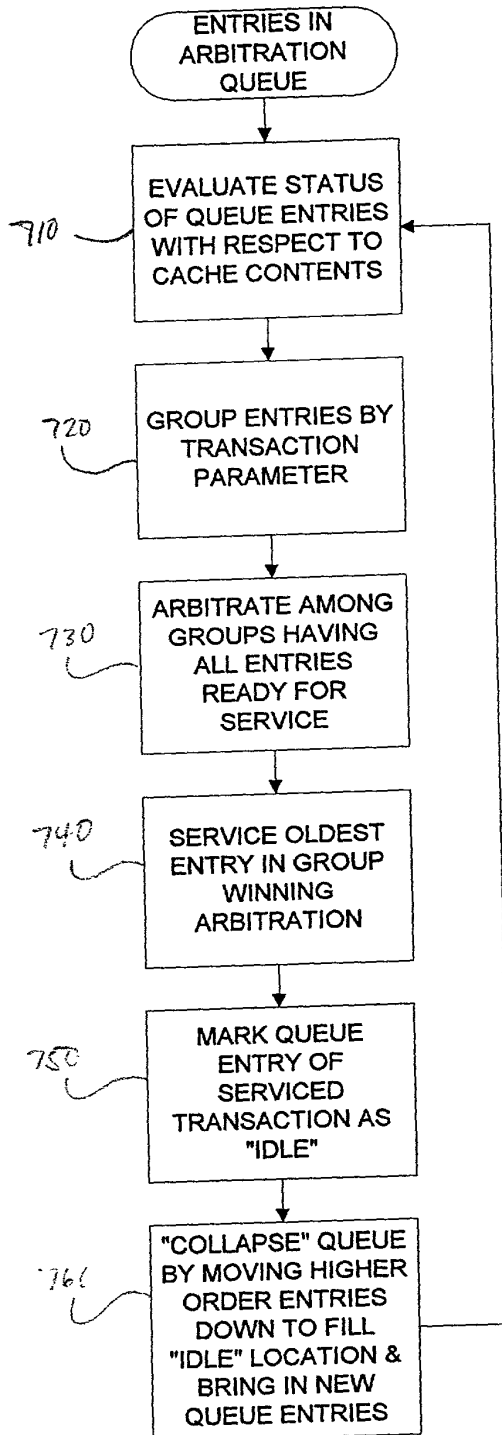 ENTRIES IN
ARBITRATION
QUEUE
710
EVALUATE STATUS
OF QUEUE ENTRIES
WITH RESPECT TO
CACHE CONTENTS
720
GROUP ENTRIES BY
TRANSACTION
PARAMETER
730
ARBITRATE AMONG
GROUPS HAVING
ALL ENTRIES
READY FOR
SERVICE
740
SERVICE OLDEST
ENTRY IN GROUP
WINNING
ARBITRATION
750
MARK QUEUE
ENTRY OF
SERVICED
TRANSACTION AS
"IDLE"
"COLLAPSE" QUEUE
BY MOVING HIGHER
ORDER ENTRIES
DOWN TO FILL
"IDLE" LOCATION &
BRING IN NEW
QUEUE ENTRIES